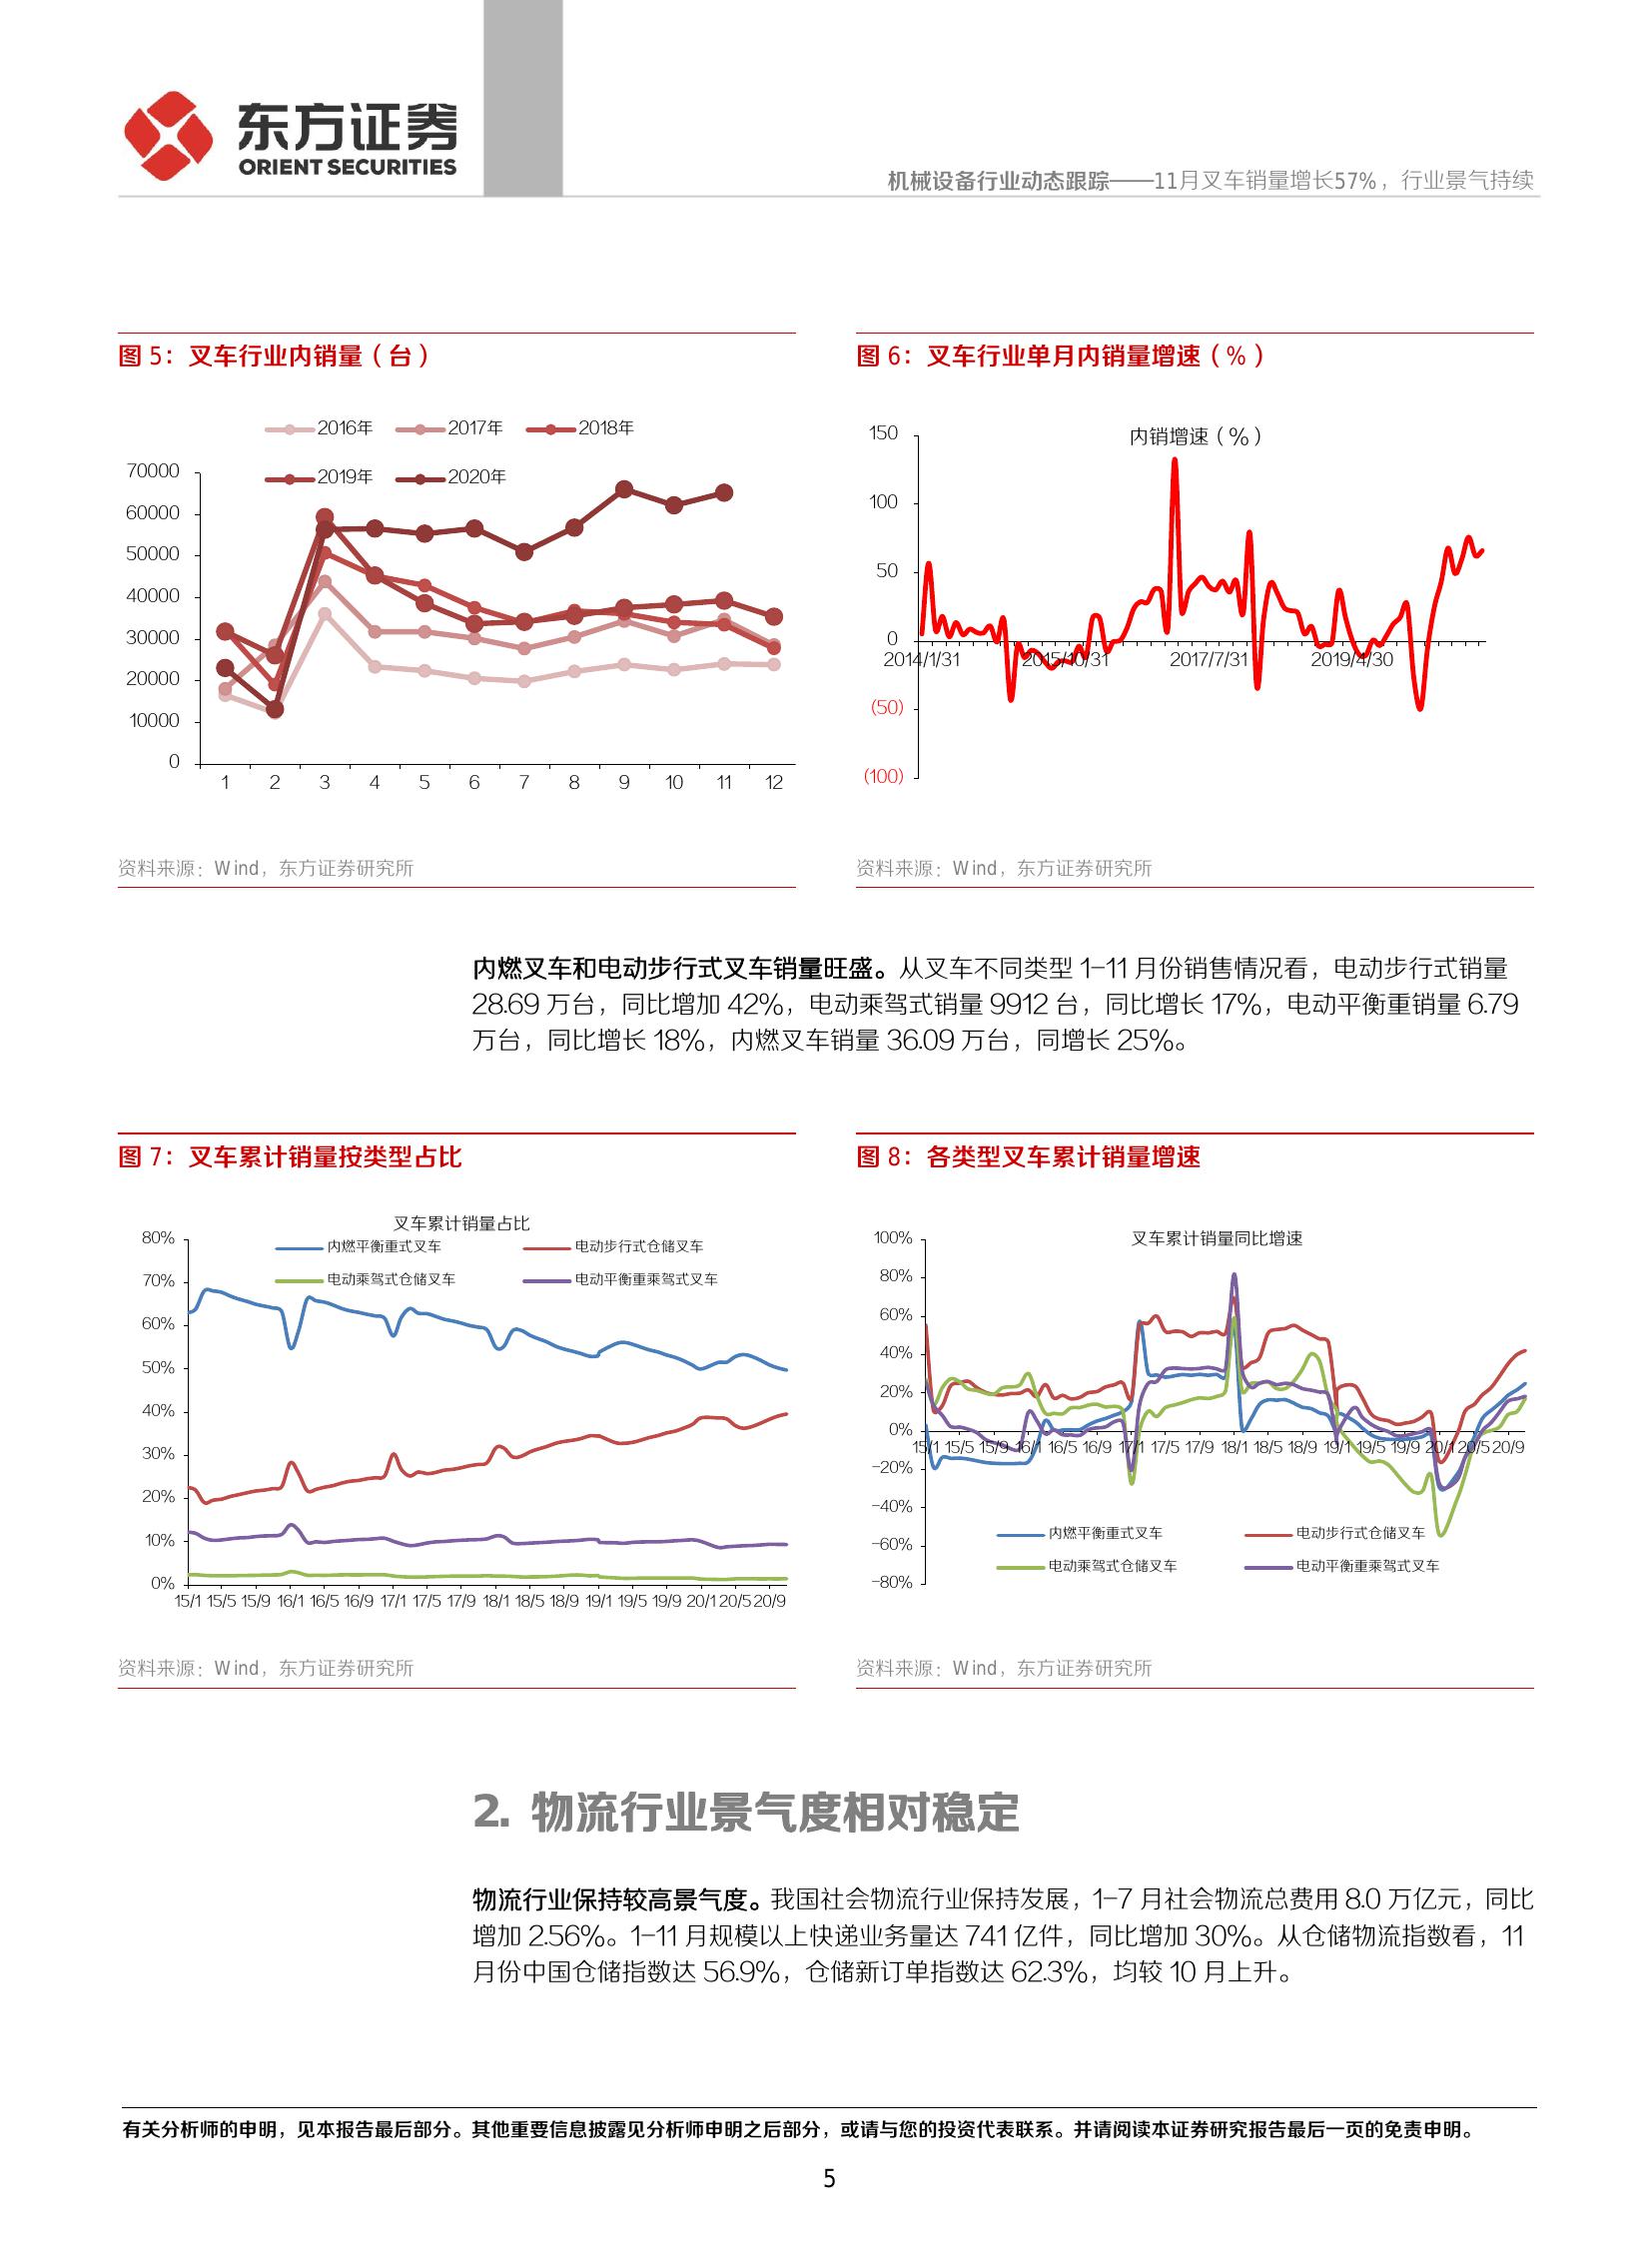 东方证券
ORIENT SECURITIES
机械设备行业动态跟踪——11月叉车销量增长57%，行业景气持续
图 5：叉车行业内销量（台）
2016年 2017年 2018年
2019年 2020年
70000
60000
50000
40000
30000
20000
10000
0
1 2 3 4 5 6 7 8 9 10 11 12
资料来源：Wind，东方证券研究所
图 6：叉车行业单月内销量增速（%）
内销增速（%）
150
100
50
0
(50)
(100)
2014/1/31 2015/10/31 2017/7/31 2019/4/30
资料来源：Wind，东方证券研究所
内燃叉车和电动步行式叉车销量旺盛。从叉车不同类型 1-11 月份销售情况看，电动步行式销量
28.69 万台，同比增加 42%，电动乘驾式销量 9912 台，同比增长 17%，电动平衡重销量 6.79
万台，同比增长 18%，内燃叉车销量 36.09 万台，同增长 25%。
图 7：叉车累计销量按类型占比
叉车累计销量占比
内燃平衡重式叉车 电动步行式仓储叉车
电动乘驾式仓储叉车 电动平衡重乘驾式叉车
80%
70%
60%
50%
40%
30%
20%
10%
0%
15/1 15/5 15/9 16/1 16/5 16/9 17/1 17/5 17/9 18/1 18/5 18/9 19/1 19/5 19/9 20/1 20/5 20/9
资料来源：Wind，东方证券研究所
图 8：各类型叉车累计销量增速
叉车累计销量同比增速
100%
80%
60%
40%
20%
0%
-20%
-40%
-60%
-80%
15/1 15/5 15/9 16/1 16/5 16/9 17/1 17/5 17/9 18/1 18/5 18/9 19/1 19/5 19/9 20/1 20/5 20/9
内燃平衡重式叉车 电动步行式仓储叉车
电动乘驾式仓储叉车 电动平衡重乘驾式叉车
资料来源：Wind，东方证券研究所
2. 物流行业景气度相对稳定
物流行业保持较高景气度。我国社会物流行业保持发展，1-7 月社会物流总费用 8.0 万亿元，同比
增加 2.56%。1-11 月规模以上快递业务量达 741 亿件，同比增加 30%。从仓储物流指数看，11
月份中国仓储指数达 56.9%，仓储新订单指数达 62.3%，均较 10 月上升。
有关分析师的申明，见本报告最后部分。其他重要信息披露见分析师申明之后部分，或请与您的投资代表联系。并请阅读本证券研究报告最后一页的免责申明。
5